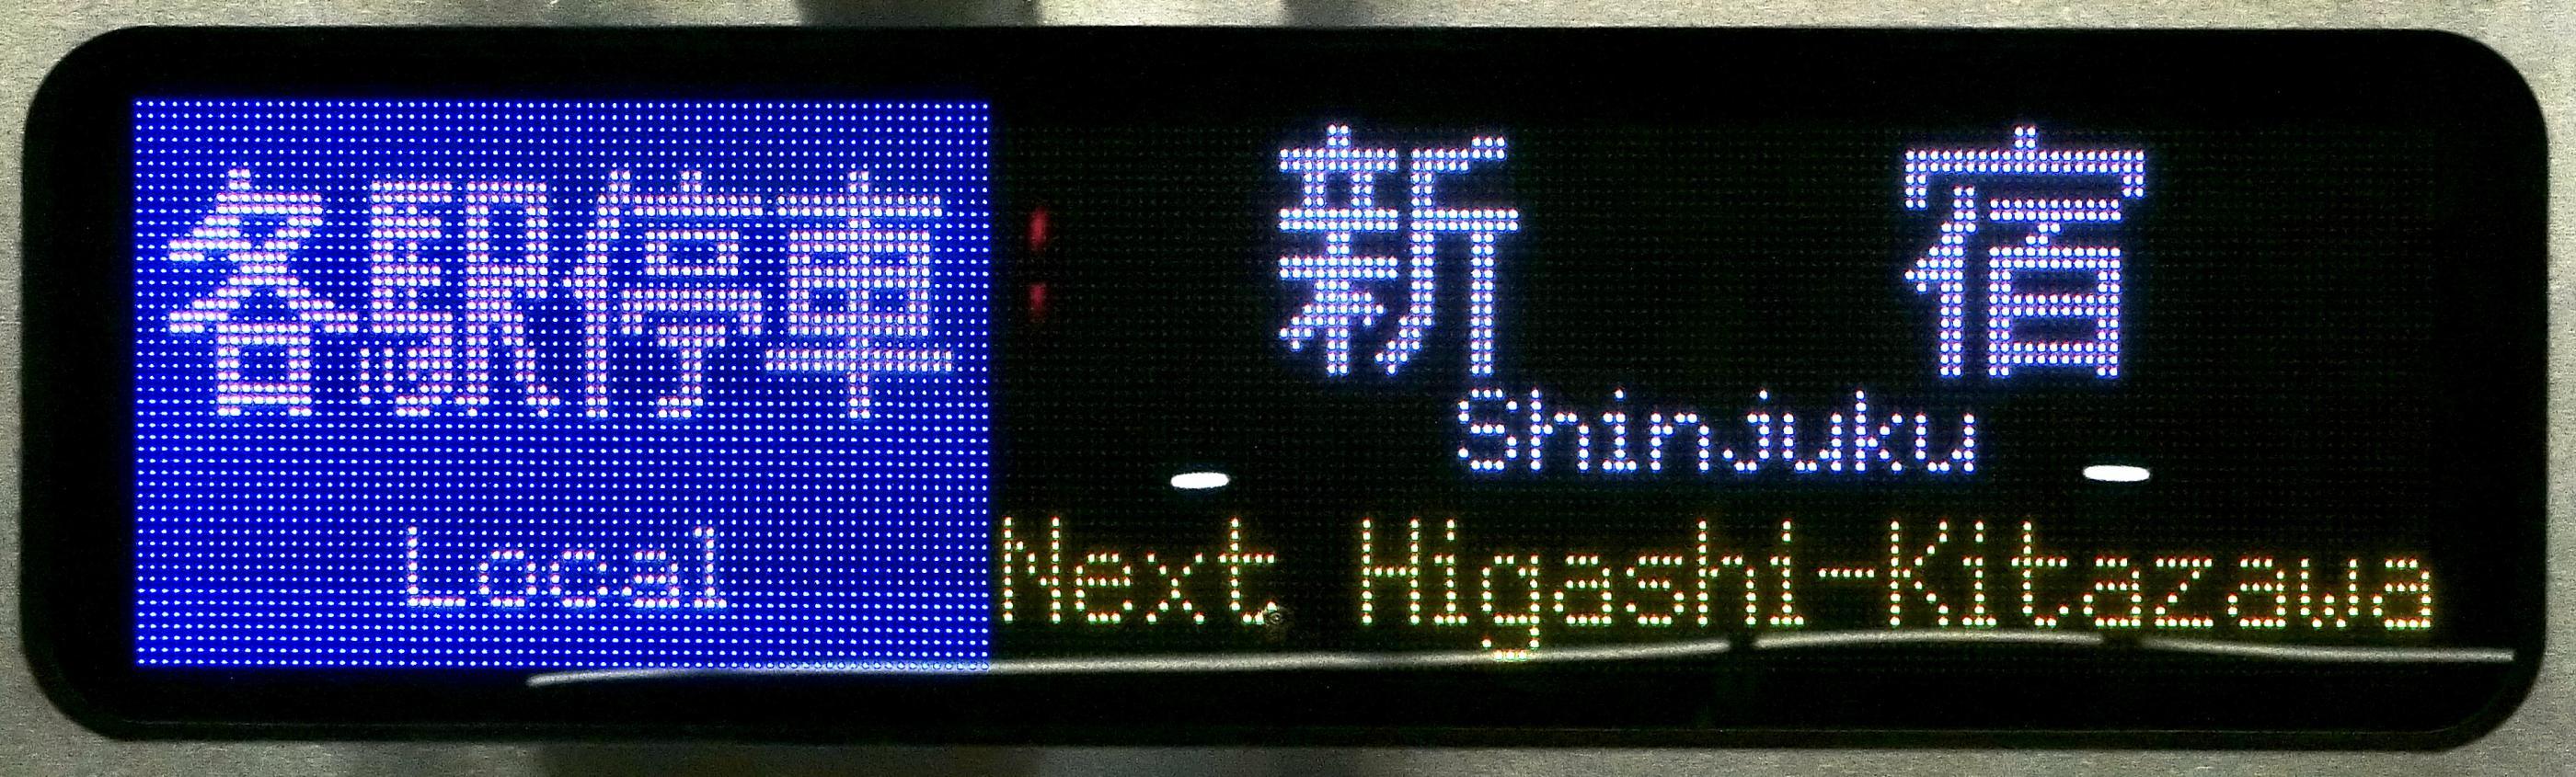 各駅停車
Local
新宿
Shinjuku
Next Higashi-Kitazawa